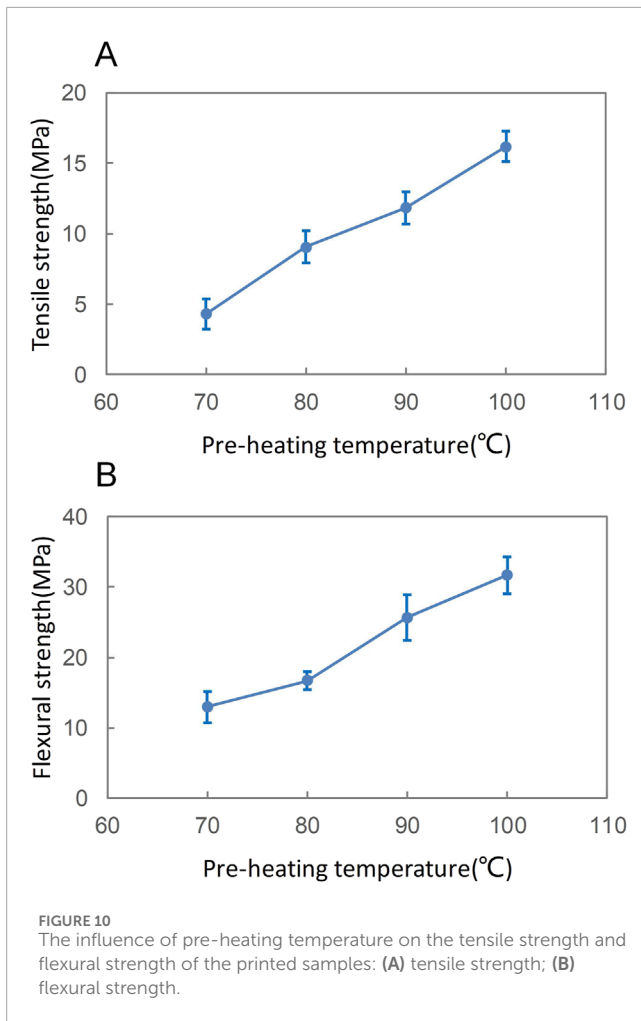 A
20
15
10
5
0
Tensile strength(MPa)
60 70 80 90 100 110
Pre-heating temperature(℃)
B
40
30
20
10
0
Flexural strength(MPa)
60 70 80 90 100 110
Pre-heating temperature(℃)
FIGURE 10
The influence of pre-heating temperature on the tensile strength and
flexural strength of the printed samples: (A) tensile strength; (B)
flexural strength.